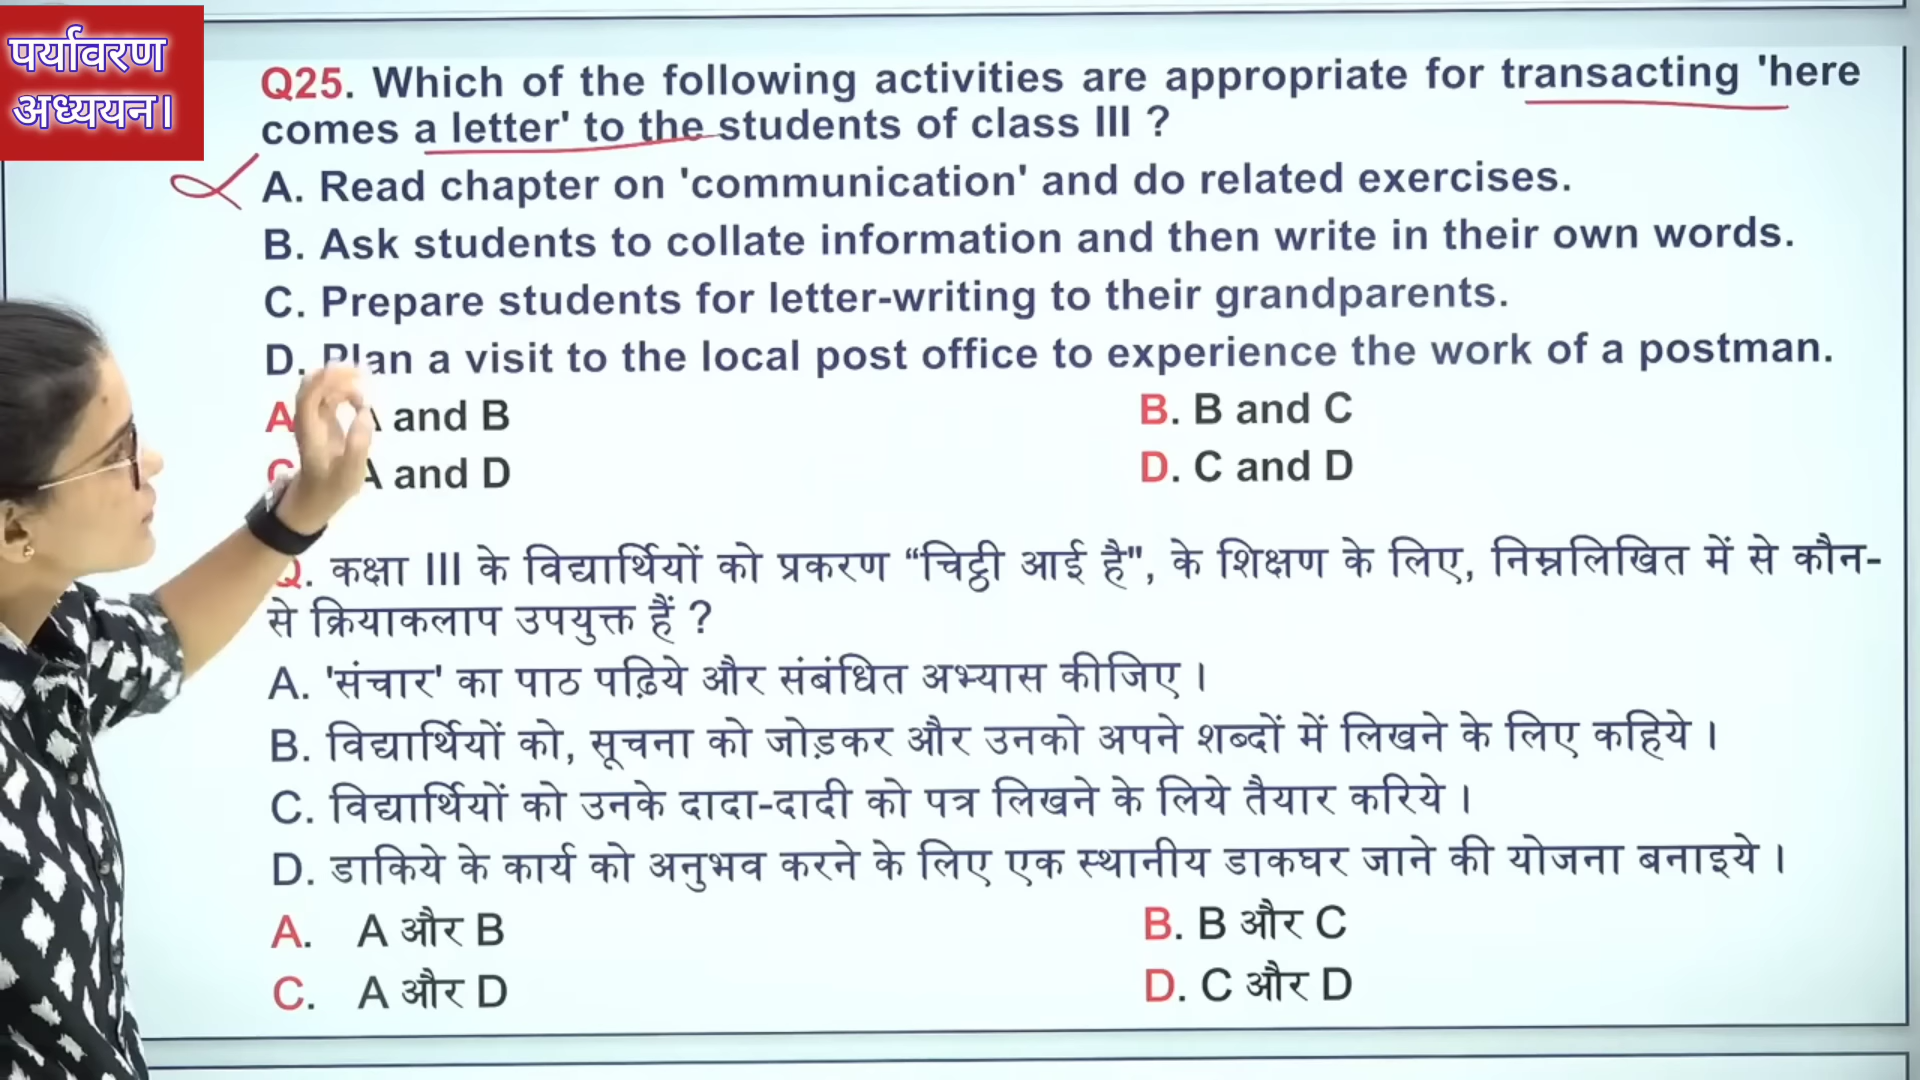 पर्यावरण
अध्ययन।
Q25. Which of the following activities are appropriate for transacting 'here
comes a letter' to the students of class III ?
A. Read chapter on 'communication' and do related exercises.
B. Ask students to collate information and then write in their own words.
C. Prepare students for letter-writing to their grandparents.
D. Plan a visit to the local post office to experience the work of a postman.
A and B
B. B and C
C A and D
D. C and D
Q. कक्षा III के विद्यार्थियों को प्रकरण “चिट्ठी आई है", के शिक्षण के लिए, निम्नलिखित में से कौन-
से क्रियाकलाप उपयुक्त हैं ?
A. 'संचार' का पाठ पढ़िये और संबंधित अभ्यास कीजिए ।
B. विद्यार्थियों को, सूचना को जोड़कर और उनको अपने शब्दों में लिखने के लिए कहिये ।
C. विद्यार्थियों को उनके दादा-दादी को पत्र लिखने के लिये तैयार करिये ।
D. डाकिये के कार्य को अनुभव करने के लिए एक स्थानीय डाकघर जाने की योजना बनाइये ।
A. A और B
B. B और C
C. A और D
D. C और D